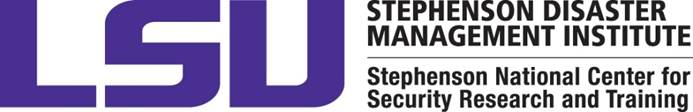 LSU
STEPHENSON DISASTER
MANAGEMENT INSTITUTE
Stephenson National Center for
Security Research and Training